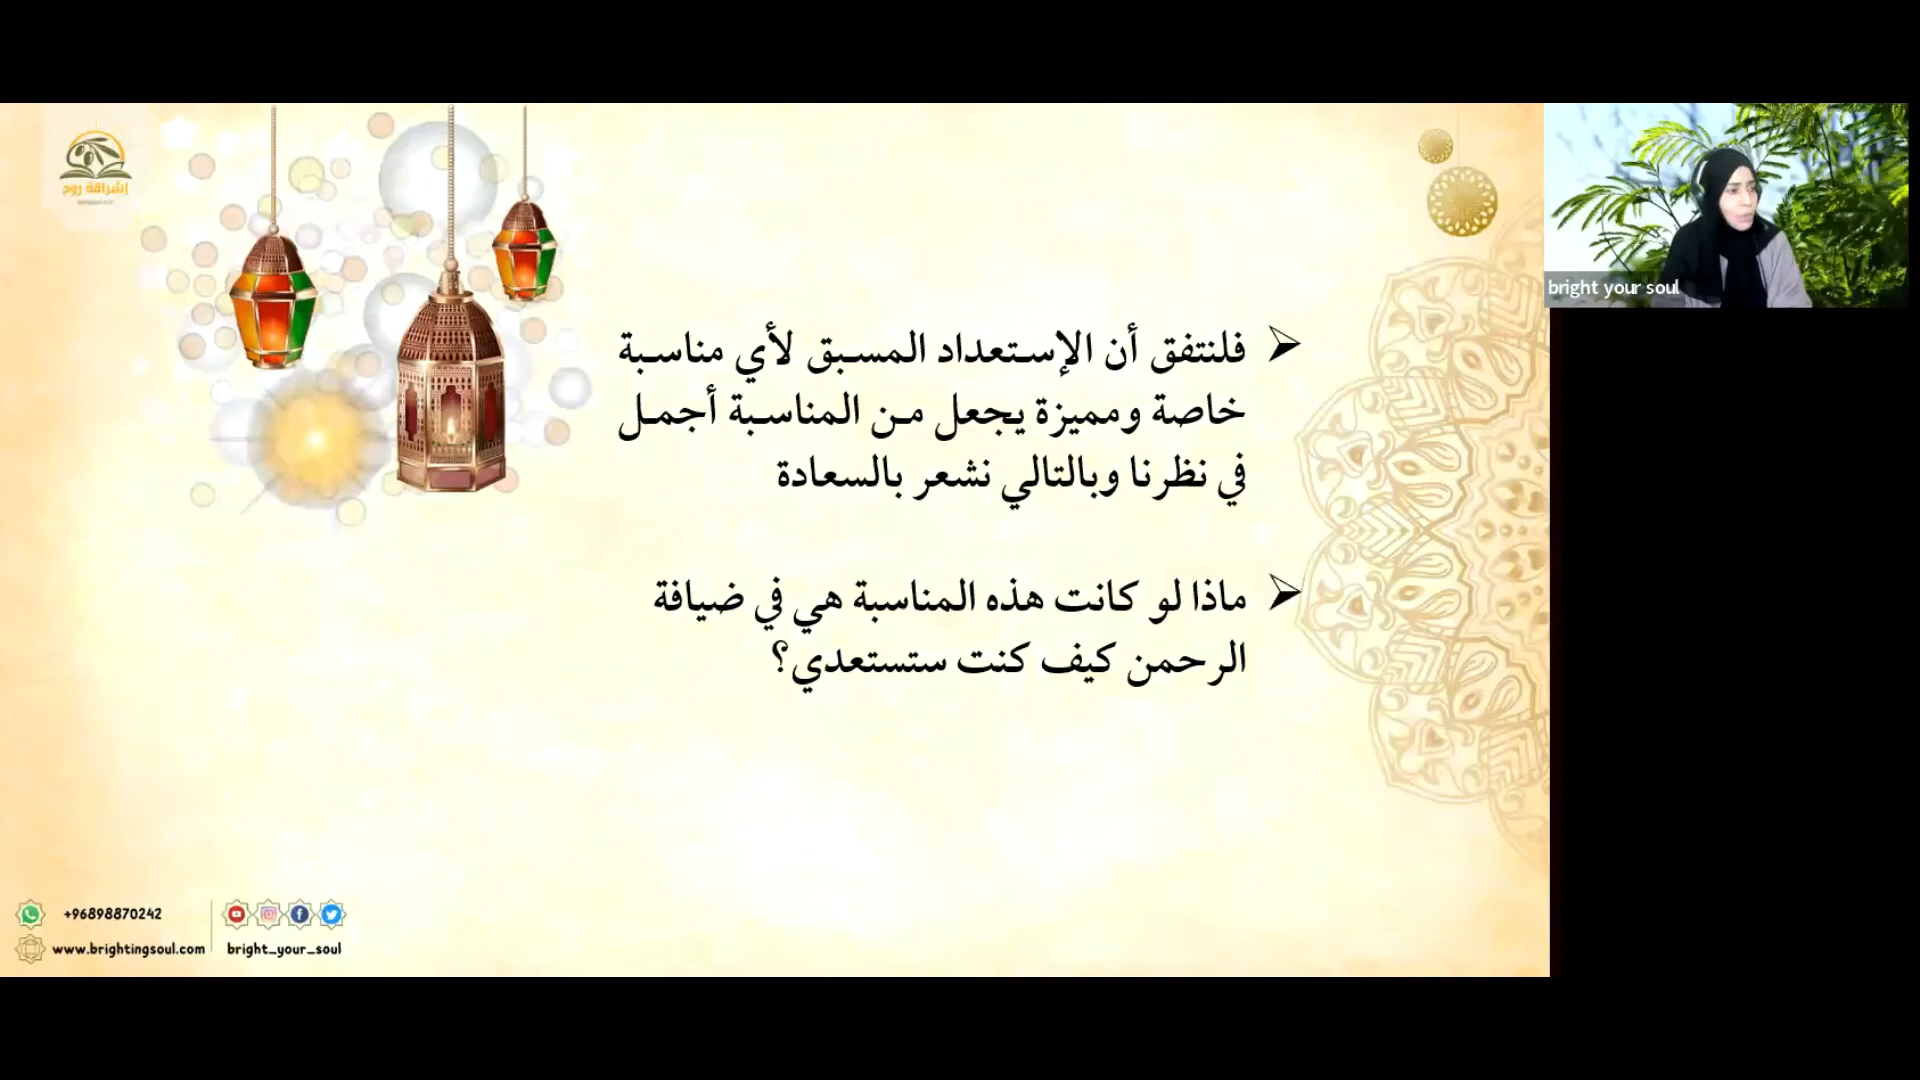 إشراقة روح
bright your soul
فلنتفق أن الإستعداد المسبق لأي مناسبة
خاصة ومميزة يجعل من المناسبة أجمل
في نظرنا وبالتالي نشعر بالسعادة
ماذا لو كانت هذه المناسبة هي في ضيافة
الرحمن كيف كنت ستستعدي؟
+96898870242
www.brightingsoul.com
bright_your_soul